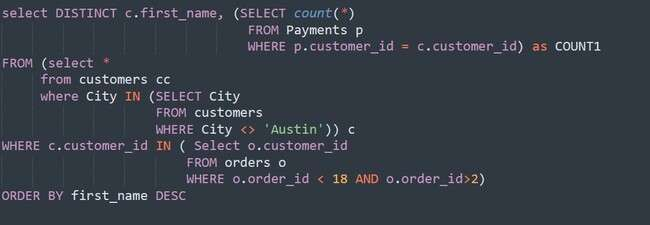 select DISTINCT c.first_name, (SELECT count(*)
FROM Payments p
WHERE p.customer_id = c.customer_id) as COUNT1
FROM (select *
from customers cc
where City IN (SELECT City
FROM customers
WHERE City <> 'Austin')) c
WHERE c.customer_id IN ( Select o.customer_id
FROM orders o
WHERE o.order_id < 18 AND o.order_id>2)
ORDER BY first_name DESC